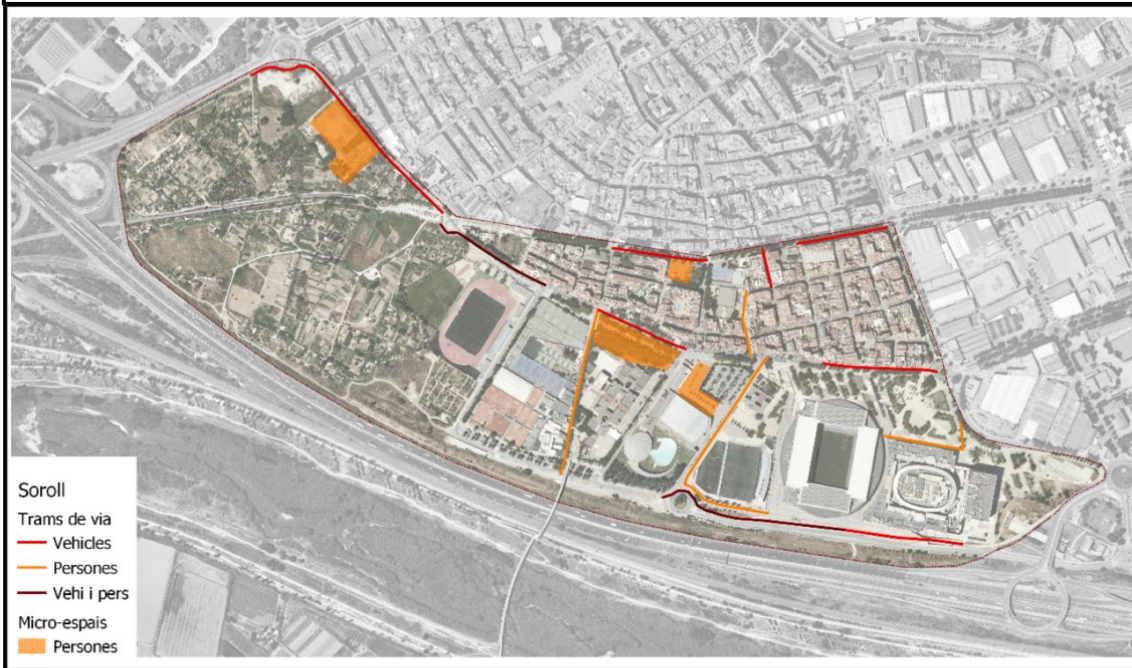 Soroll
Trams de via
Vehicles
Persones
Vehi i pers
Micro-espais
Persones